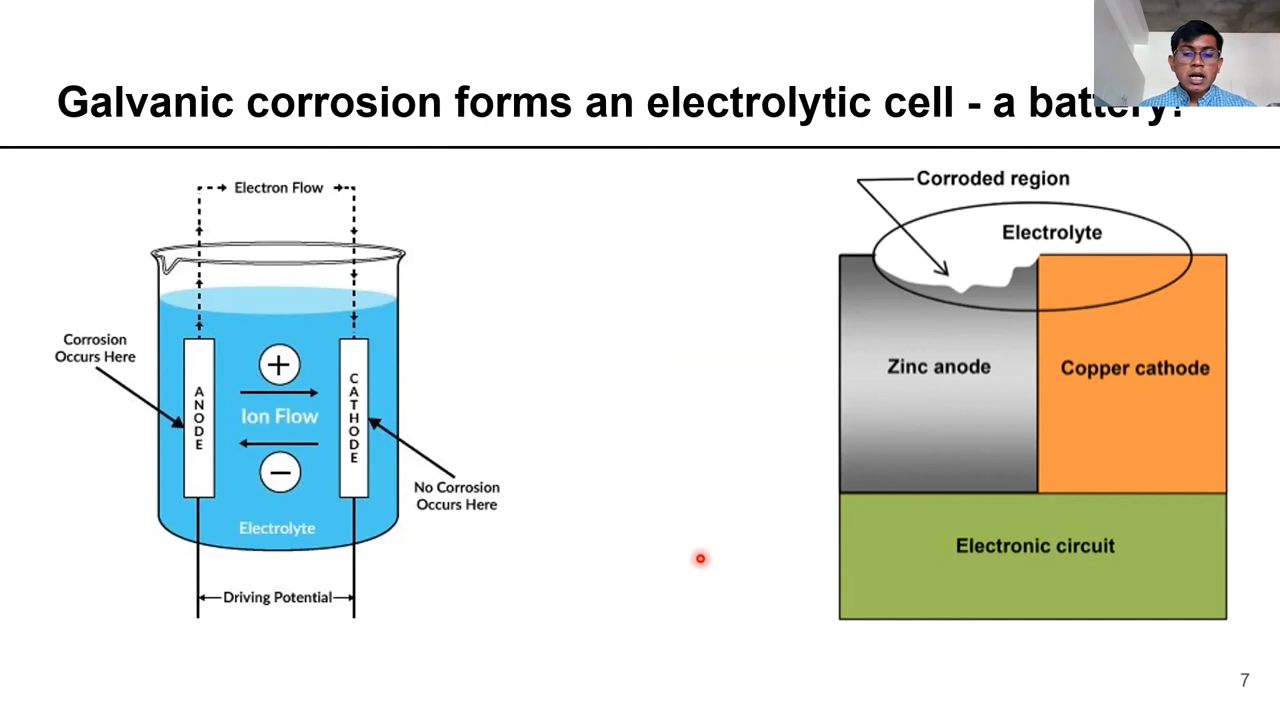 Galvanic corrosion forms an electrolytic cell - a battery!
Electron Flow
Corrosion
Occurs Here
ANODE
CATHODE
+
Ion Flow
−
Electrolyte
No Corrosion
Occurs Here
Driving Potential
Corroded region
Electrolyte
Zinc anode
Copper cathode
Electronic circuit
7